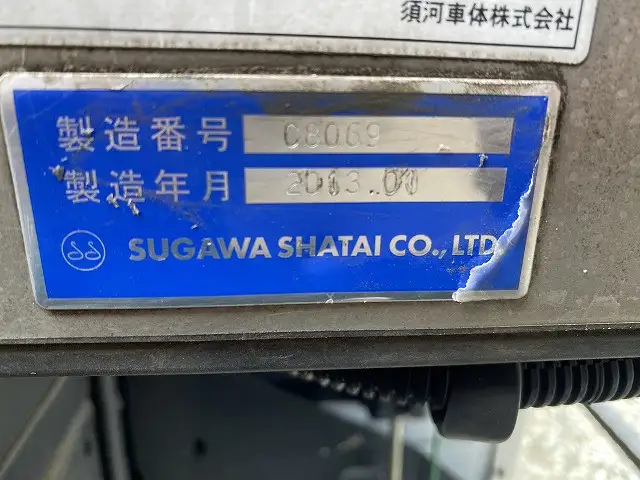 須河車体株式会社
製造番号 C8069
製造年月 2013.01
SUGAWA SHATAI CO., LTD